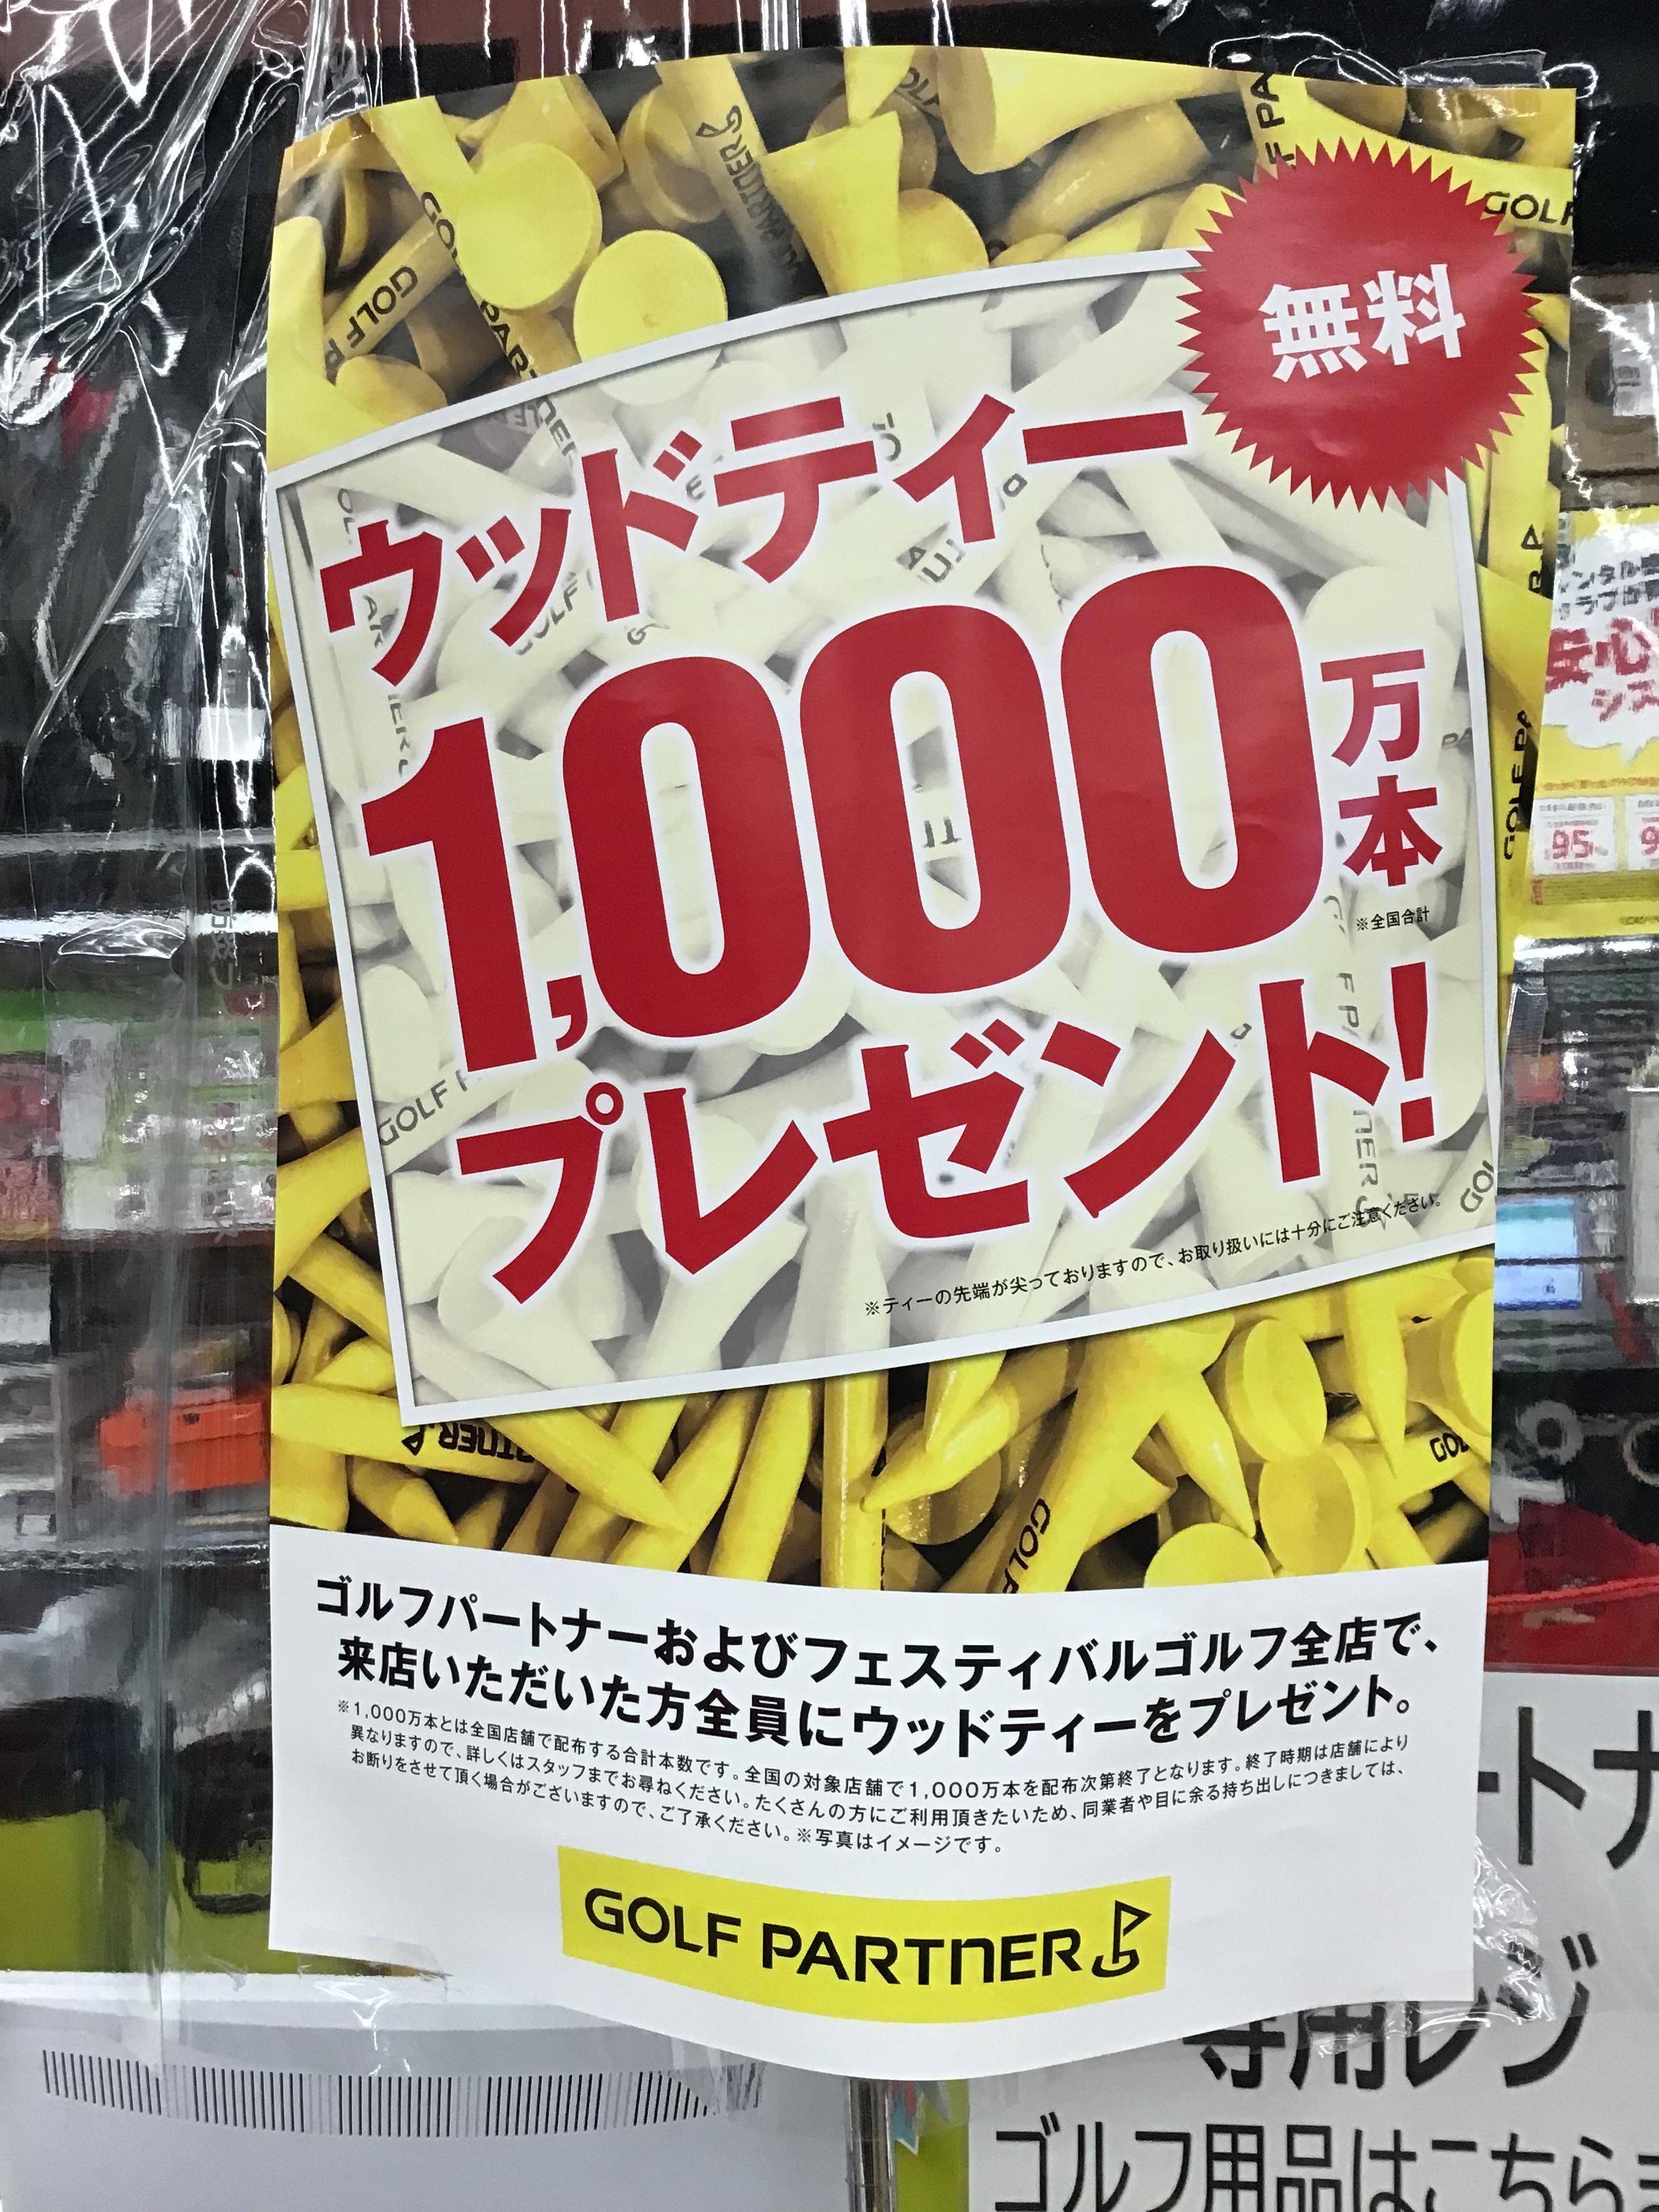 無料
ウッドティー
1,000万本
※全国合計
プレゼント!
※ティーの先端が尖っておりますので、お取り扱いには十分にご注意ください。
ゴルフパートナーおよびフェスティバルゴルフ全店で、
来店いただいた方全員にウッドティーをプレゼント。
※1,000万本とは全国店舗で配布する合計本数です。全国の対象店舗で1,000万本を配布次第終了となります。終了時期は店舗により
異なりますので、詳しくはスタッフまでお尋ねください。たくさんの方にご利用頂きたいため、同業者や目に余る持ち出しにつきましては、
お断りをさせて頂く場合がございますので、ご了承ください。※写真はイメージです。
GOLF PARTNER
専用レジ
ゴルフ用品はこちら